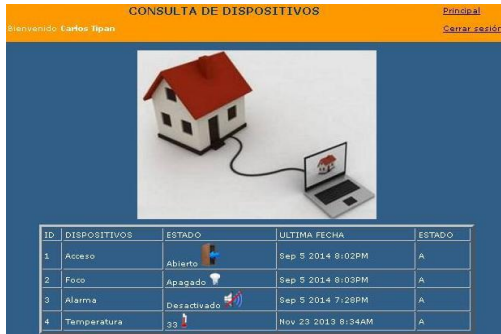 CONSULTA DE DISPOSITIVOS
Principal
Bienvenido Carlos Tipan
Cerrar sesión
ID DISPOSITIVOS ESTADO ULTIMA FECHA ESTADO
1 Acceso Abierto Sep 5 2014 8:02PM A
2 Foco Apagado Sep 5 2014 8:03PM A
3 Alarma Desactivado Sep 5 2014 7:28PM A
4 Temperatura 33 Nov 23 2013 8:34AM A